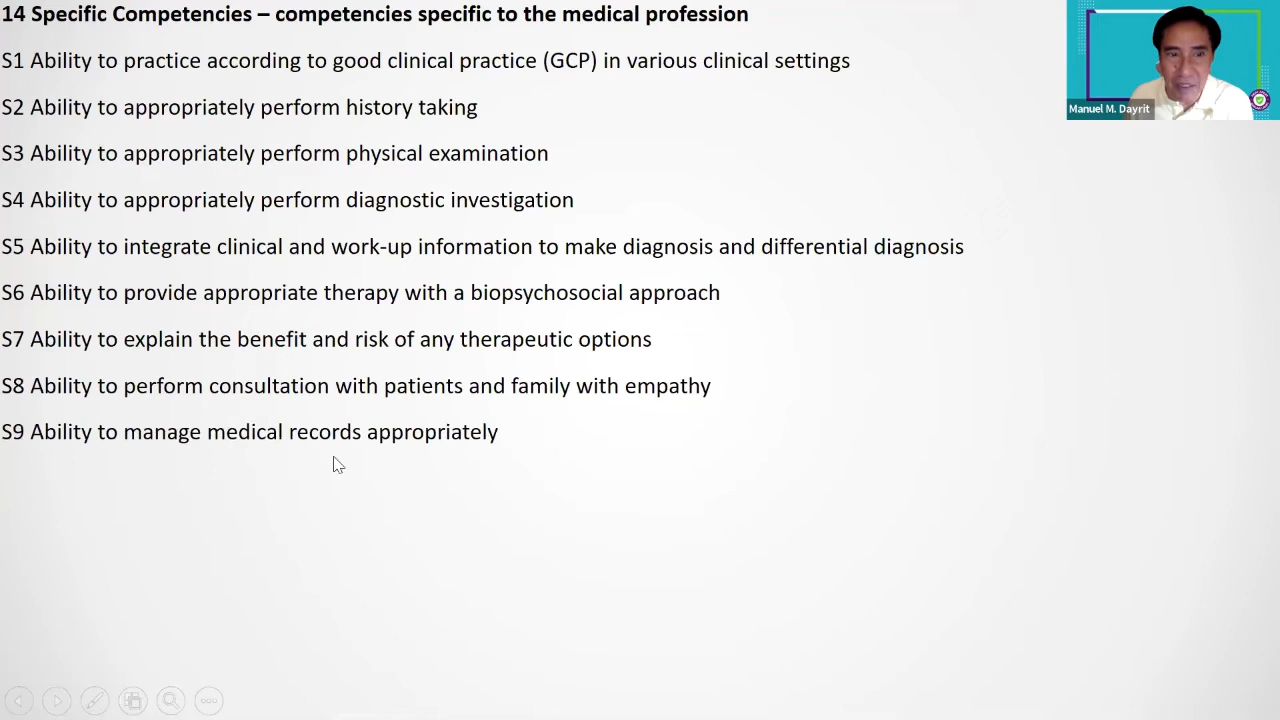 14 Specific Competencies – competencies specific to the medical profession
S1 Ability to practice according to good clinical practice (GCP) in various clinical settings
S2 Ability to appropriately perform history taking
S3 Ability to appropriately perform physical examination
S4 Ability to appropriately perform diagnostic investigation
S5 Ability to integrate clinical and work-up information to make diagnosis and differential diagnosis
S6 Ability to provide appropriate therapy with a biopsychosocial approach
S7 Ability to explain the benefit and risk of any therapeutic options
S8 Ability to perform consultation with patients and family with empathy
S9 Ability to manage medical records appropriately
Manuel M. Dayrit